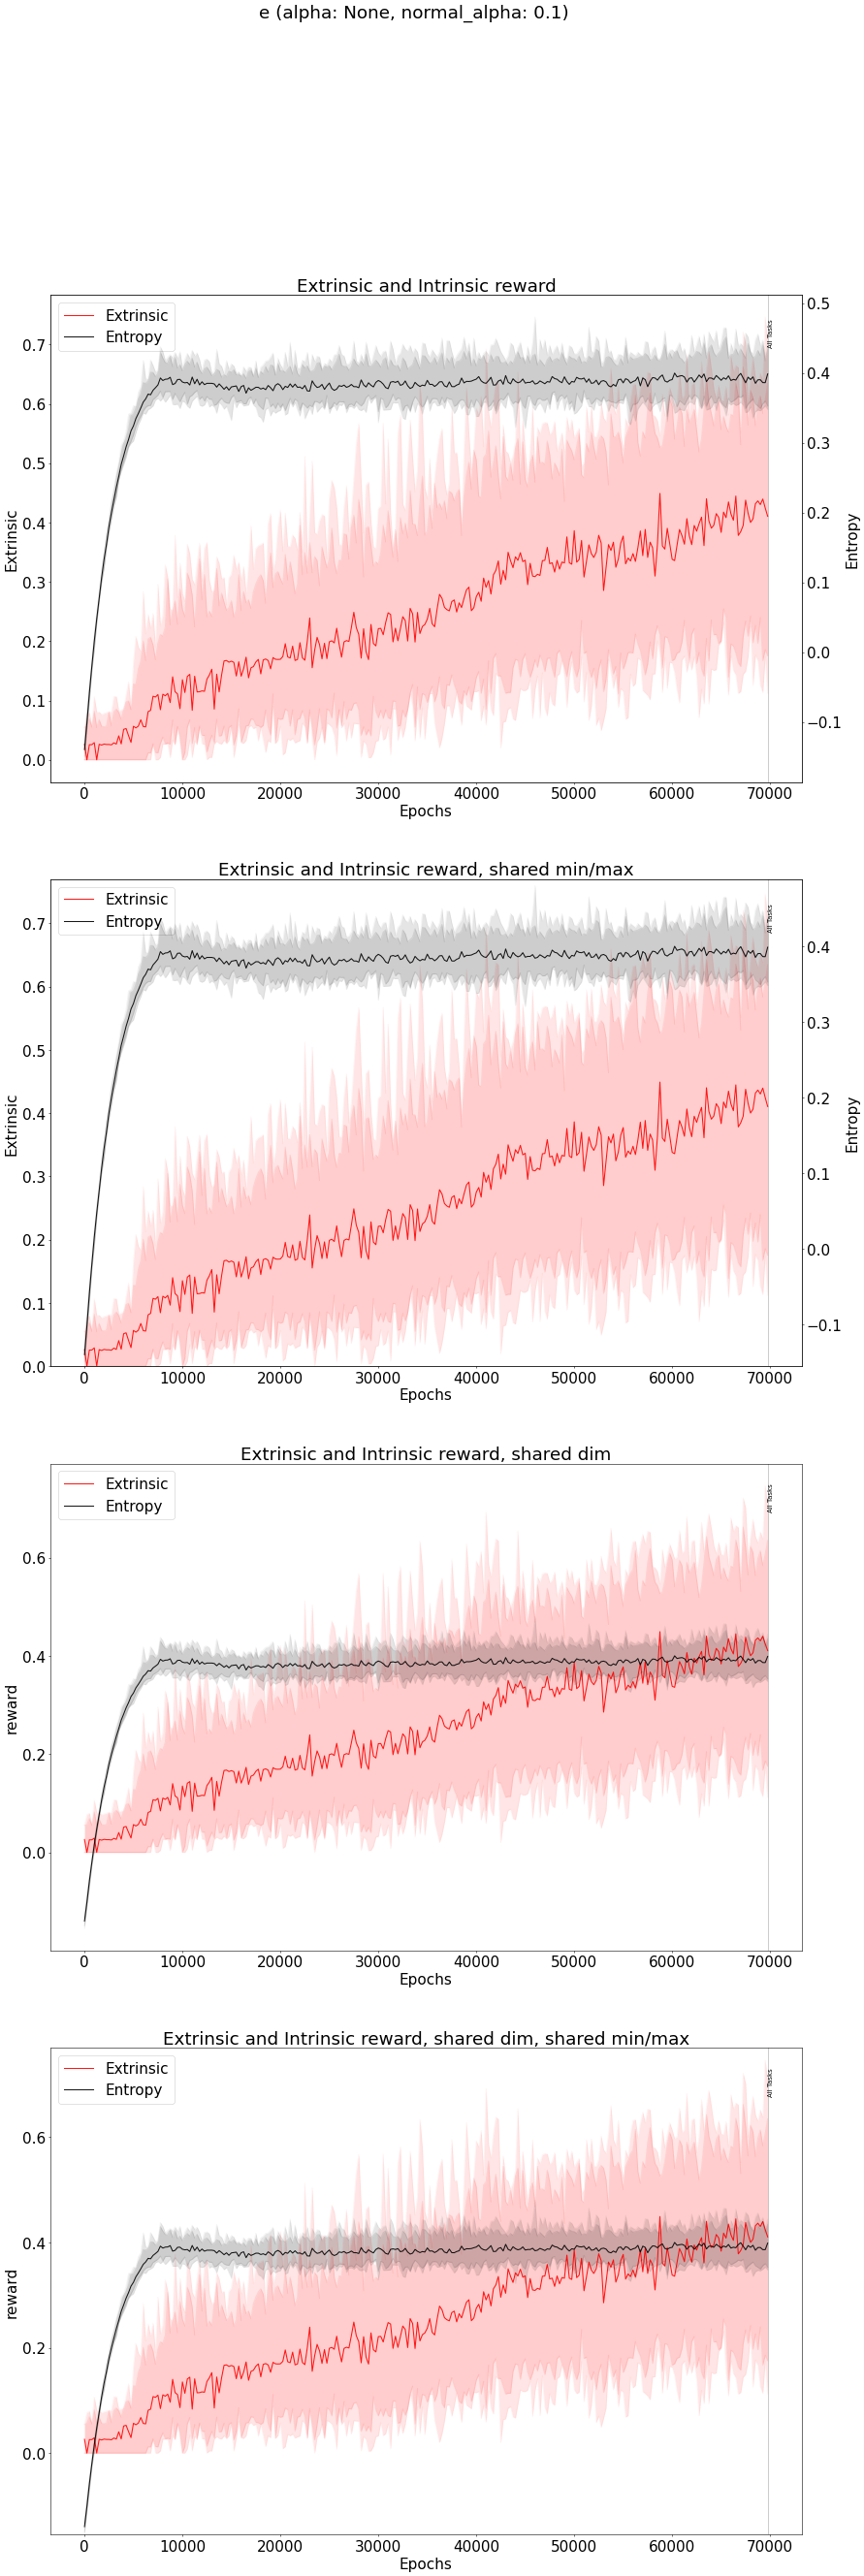 e (alpha: None, normal_alpha: 0.1)
Extrinsic and Intrinsic reward
Extrinsic
Entropy
All Tasks
0.7
0.6
0.5
0.4
0.3
0.2
0.1
0.0
Extrinsic
0.5
0.4
0.3
0.2
0.1
0.0
−0.1
Entropy
0 10000 20000 30000 40000 50000 60000 70000
Epochs
Extrinsic and Intrinsic reward, shared min/max
Extrinsic
Entropy
All Tasks
0.7
0.6
0.5
0.4
0.3
0.2
0.1
0.0
Extrinsic
0.4
0.3
0.2
0.1
0.0
−0.1
Entropy
0 10000 20000 30000 40000 50000 60000 70000
Epochs
Extrinsic and Intrinsic reward, shared dim
Extrinsic
Entropy
All Tasks
0.6
0.4
0.2
0.0
reward
0 10000 20000 30000 40000 50000 60000 70000
Epochs
Extrinsic and Intrinsic reward, shared dim, shared min/max
Extrinsic
Entropy
All Tasks
0.6
0.4
0.2
0.0
reward
0 10000 20000 30000 40000 50000 60000 70000
Epochs